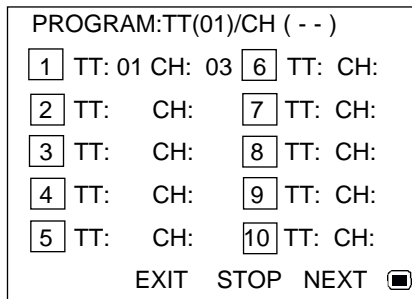 PROGRAM:TT(01)/CH ( - - )
1 TT: 01 CH: 03 6 TT: CH:
2 TT: CH: 7 TT: CH:
3 TT: CH: 8 TT: CH:
4 TT: CH: 9 TT: CH:
5 TT: CH: 10 TT: CH:
EXIT STOP NEXT